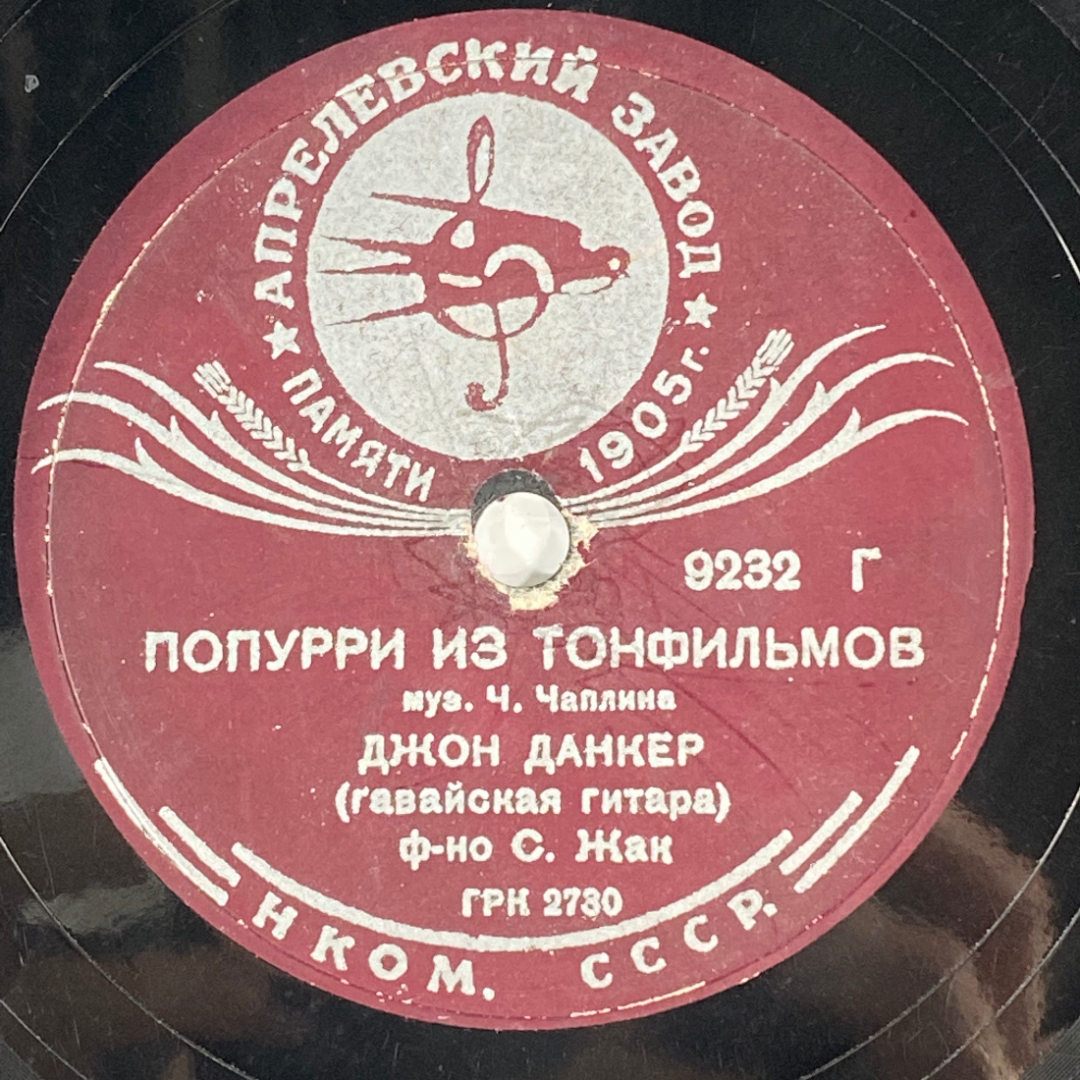 АПРЕЛЕВСКИЙ ЗАВОД
★ ПАМЯТИ 1905г. ★
9232 Г
ПОПУРРИ ИЗ ТОНФИЛЬМОВ
муз. Ч. Чаплина
ДЖОН ДАНКЕР
(гавайская гитара)
ф-но С. Жак
ГРК 2730
НКОМ. СССР.